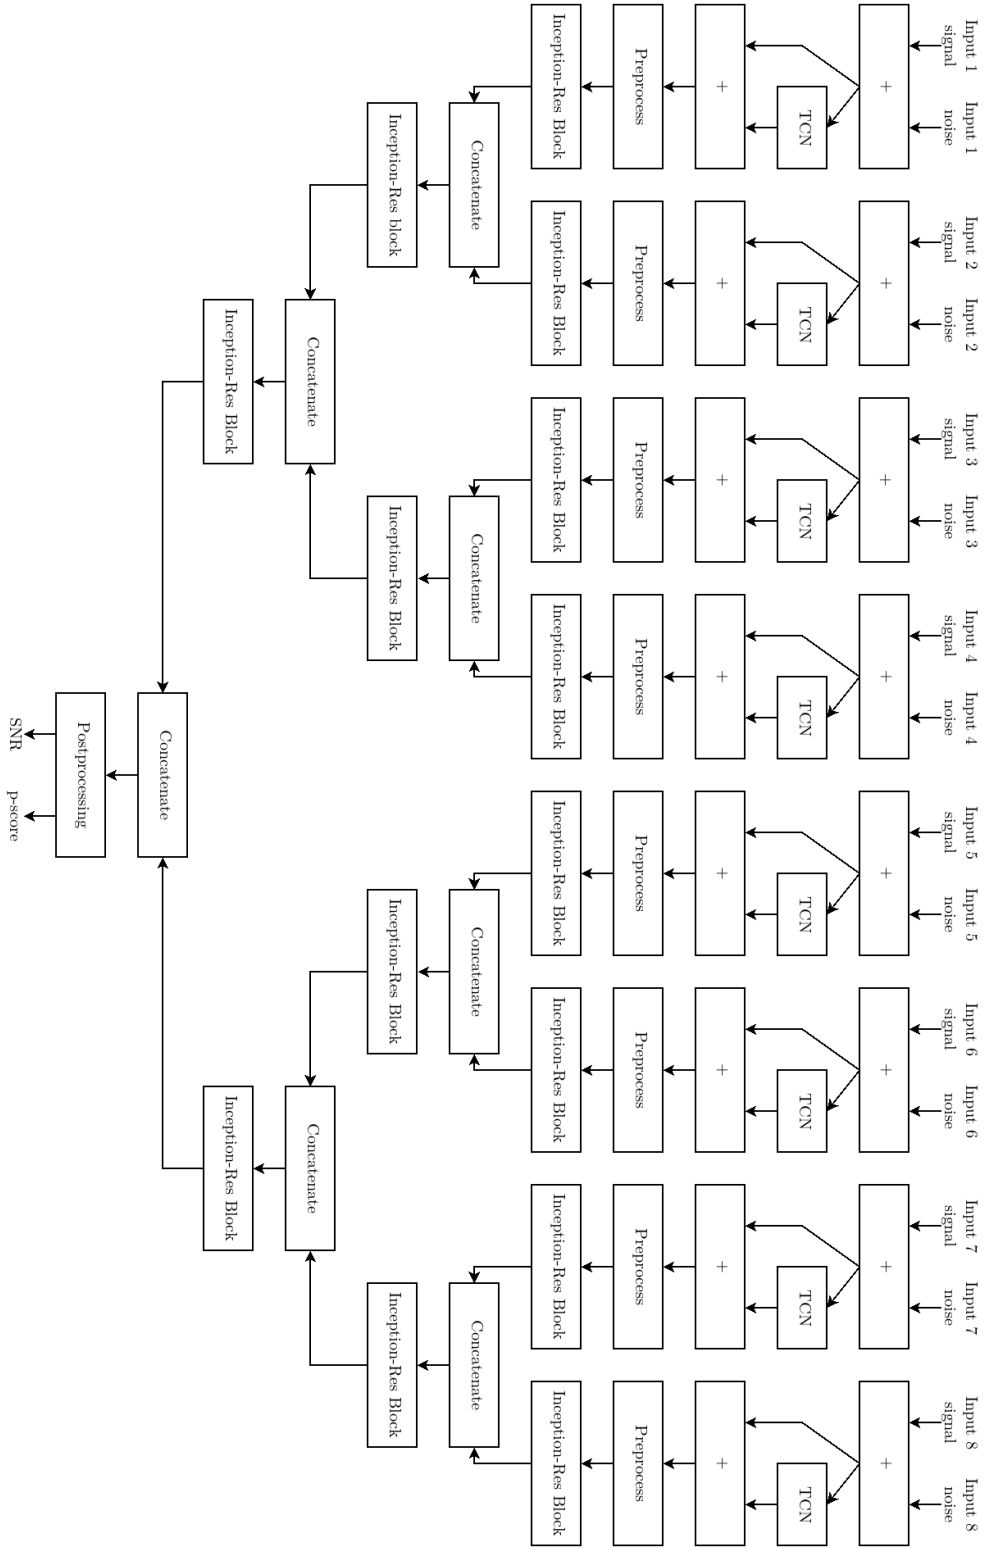 Input 1
signal
Input 1
noise
Input 2
signal
Input 2
noise
Input 3
signal
Input 3
noise
Input 4
signal
Input 4
noise
Input 5
signal
Input 5
noise
Input 6
signal
Input 6
noise
Input 7
signal
Input 7
noise
Input 8
signal
Input 8
noise
+
+
+
+
+
+
+
+
TCN
TCN
TCN
TCN
TCN
TCN
TCN
TCN
+
+
+
+
+
+
+
+
Preprocess
Preprocess
Preprocess
Preprocess
Preprocess
Preprocess
Preprocess
Preprocess
Inception-Res Block
Inception-Res Block
Inception-Res Block
Inception-Res Block
Inception-Res Block
Inception-Res Block
Inception-Res Block
Inception-Res Block
Concatenate
Concatenate
Concatenate
Concatenate
Inception-Res block
Inception-Res Block
Inception-Res Block
Inception-Res Block
Concatenate
Concatenate
Inception-Res Block
Inception-Res Block
Concatenate
Postprocessing
SNR
p-score